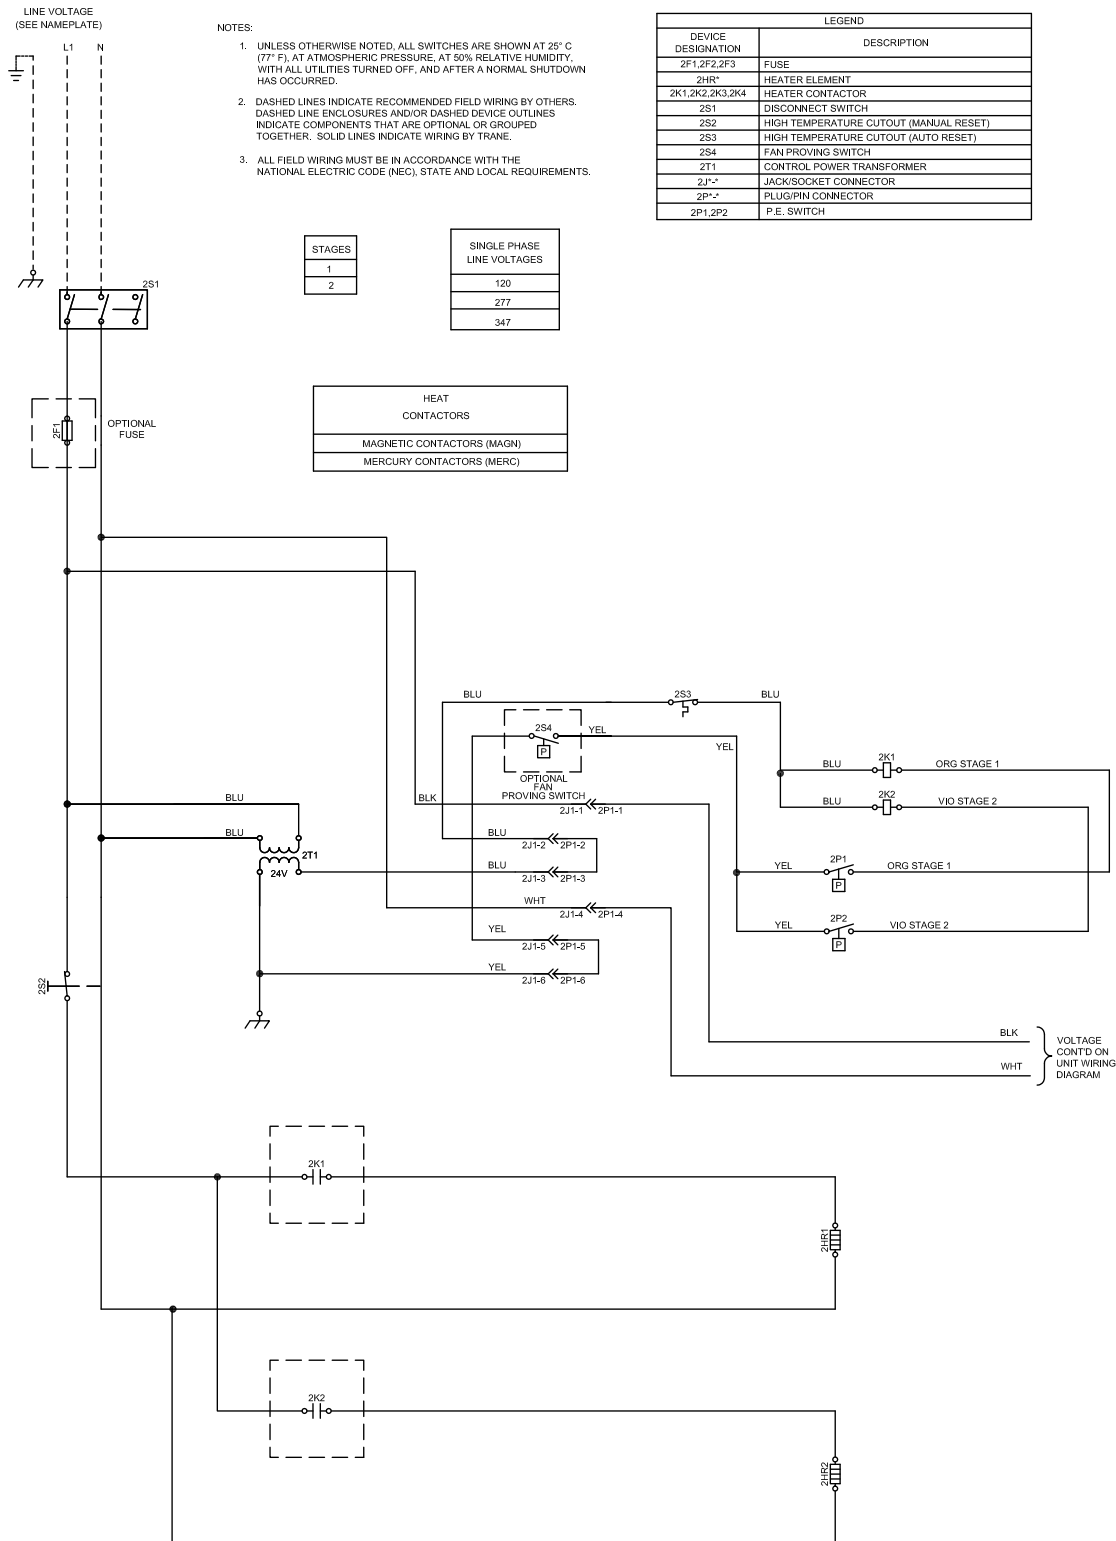 LINE VOLTAGE
(SEE NAMEPLATE)
L1 N
NOTES:
1. UNLESS OTHERWISE NOTED, ALL SWITCHES ARE SHOWN AT 25° C
(77° F), AT ATMOSPHERIC PRESSURE, AT 50% RELATIVE HUMIDITY,
WITH ALL UTILITIES TURNED OFF, AND AFTER A NORMAL SHUTDOWN
HAS OCCURRED.
2. DASHED LINES INDICATE RECOMMENDED FIELD WIRING BY OTHERS.
DASHED LINE ENCLOSURES AND/OR DASHED DEVICE OUTLINES
INDICATE COMPONENTS THAT ARE OPTIONAL OR GROUPED
TOGETHER. SOLID LINES INDICATE WIRING BY TRANE.
3. ALL FIELD WIRING MUST BE IN ACCORDANCE WITH THE
NATIONAL ELECTRIC CODE (NEC), STATE AND LOCAL REQUIREMENTS.
LEGEND
DEVICE
DESIGNATION
DESCRIPTION
2F1,2F2,2F3 FUSE
2HR* HEATER ELEMENT
2K1,2K2,2K3,2K4 HEATER CONTACTOR
2S1 DISCONNECT SWITCH
2S2 HIGH TEMPERATURE CUTOUT (MANUAL RESET)
2S3 HIGH TEMPERATURE CUTOUT (AUTO RESET)
2S4 FAN PROVING SWITCH
2T1 CONTROL POWER TRANSFORMER
2J*-* JACK/SOCKET CONNECTOR
2P*-* PLUG/PIN CONNECTOR
2P1,2P2 P.E. SWITCH
STAGES
1
2
SINGLE PHASE
LINE VOLTAGES
120
277
347
2S1
HEAT
CONTACTORS
MAGNETIC CONTACTORS (MAGN)
MERCURY CONTACTORS (MERC)
2F1
OPTIONAL
FUSE
BLU 2S3 BLU
2S4 YEL
P
YEL
OPTIONAL
FAN
PROVING SWITCH
BLU 2K1 ORG STAGE 1
BLU 2K2 VIO STAGE 2
BLU
BLK
2J1-1 2P1-1
BLU
BLU
2J1-2 2P1-2
2T1
24V
BLU
2J1-3 2P1-3
YEL 2P1 ORG STAGE 1
P
WHT
2J1-4 2P1-4
YEL 2P2 VIO STAGE 2
P
YEL
2J1-5 2P1-5
YEL
2J1-6 2P1-6
2S2
BLK
WHT
VOLTAGE
CONT'D ON
UNIT WIRING
DIAGRAM
2K1
2HR1
2K2
2HR2